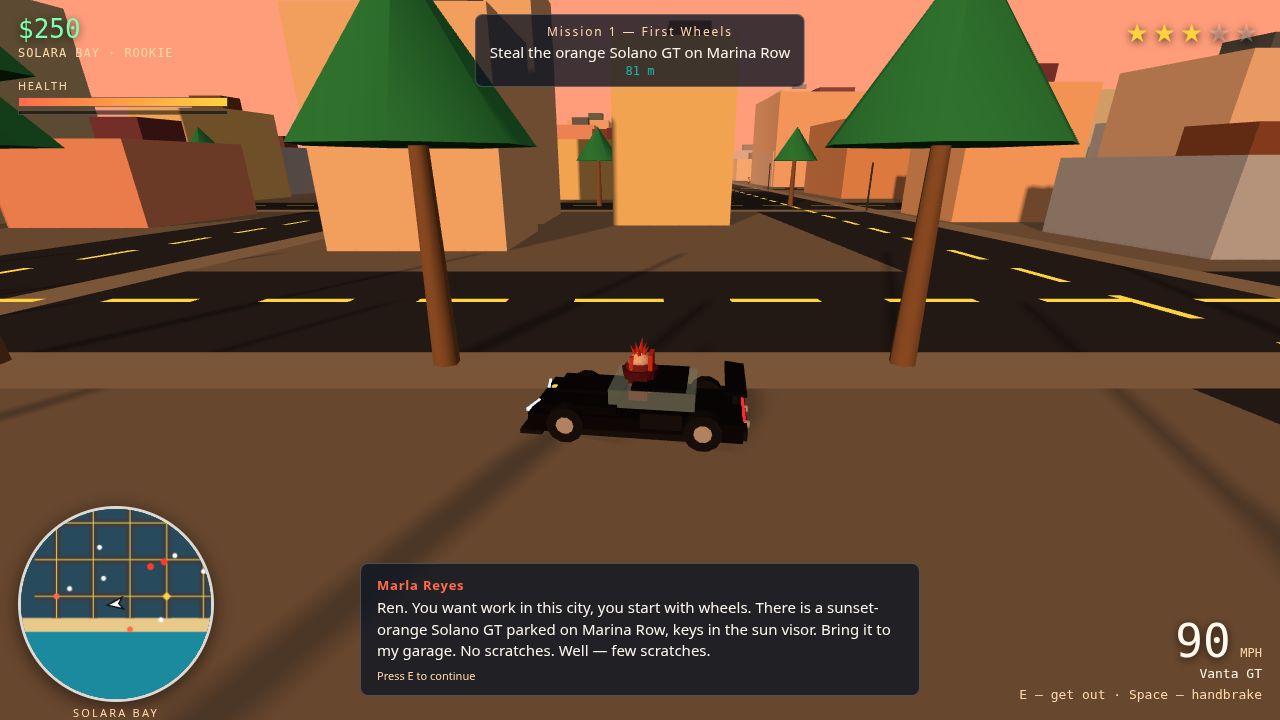 $250
SOLARA BAY · ROOKIE
HEALTH
Mission 1 — First Wheels
Steal the orange Solano GT on Marina Row
81 m
Marla Reyes
Ren. You want work in this city, you start with wheels. There is a sunset-
orange Solano GT parked on Marina Row, keys in the sun visor. Bring it to
my garage. No scratches. Well — few scratches.
Press E to continue
SOLARA BAY
90 MPH
Vanta GT
E — get out · Space — handbrake